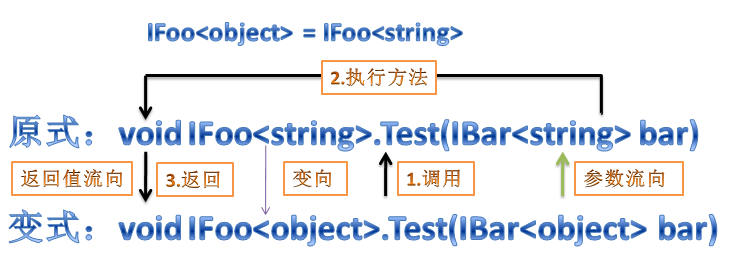 IFoo<object> = IFoo<string>
2.执行方法
原式：void IFoo<string>.Test(IBar<string> bar)
返回值流向 3.返回 变向 1.调用 参数流向
变式：void IFoo<object>.Test(IBar<object> bar)